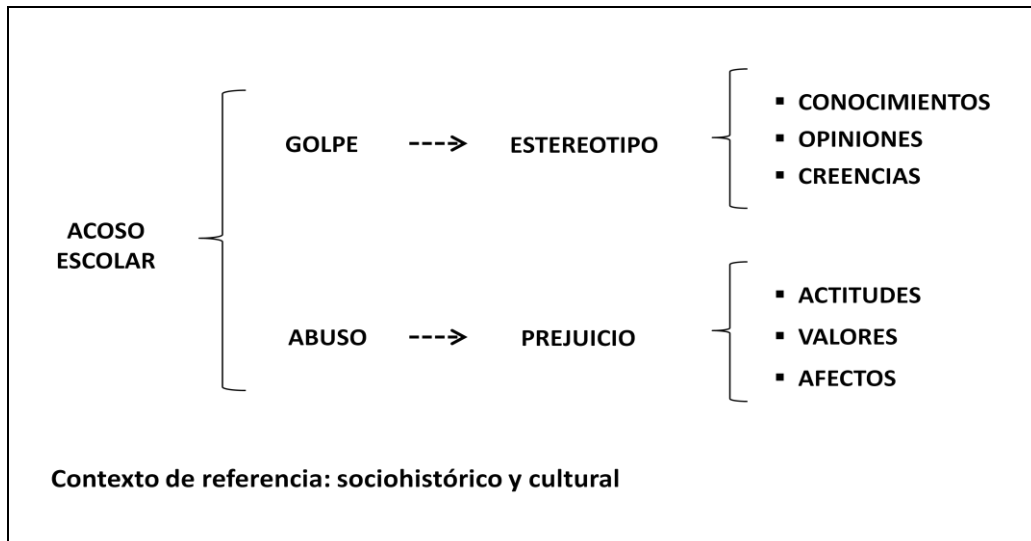 ACOSO
ESCOLAR
GOLPE
ESTEREOTIPO
▪ CONOCIMIENTOS
▪ OPINIONES
▪ CREENCIAS
ABUSO
PREJUICIO
▪ ACTITUDES
▪ VALORES
▪ AFECTOS
Contexto de referencia: sociohistórico y cultural